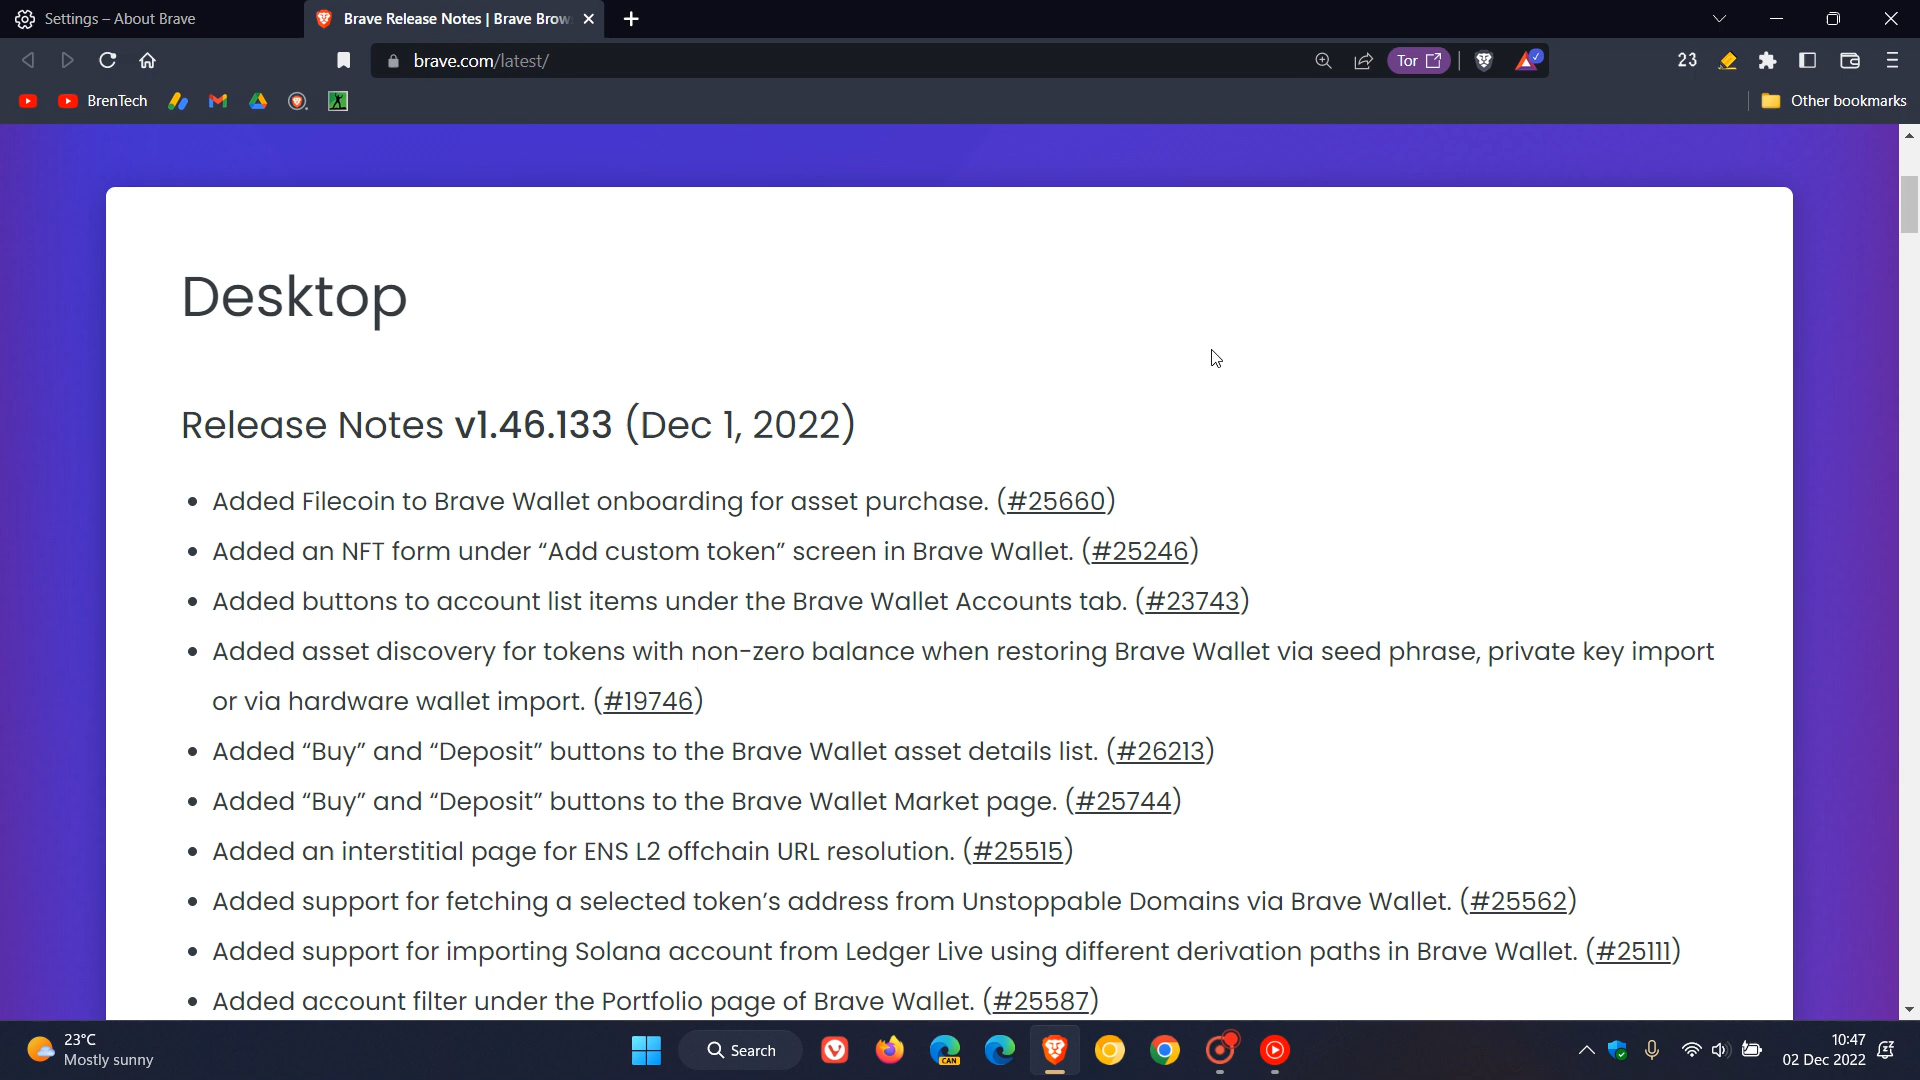 Settings – About Brave
Brave Release Notes | Brave Brow
brave.com/latest/
Tor
23
BrenTech
Other bookmarks
Desktop
Release Notes v1.46.133 (Dec 1, 2022)
• Added Filecoin to Brave Wallet onboarding for asset purchase. (#25660)
• Added an NFT form under “Add custom token” screen in Brave Wallet. (#25246)
• Added buttons to account list items under the Brave Wallet Accounts tab. (#23743)
• Added asset discovery for tokens with non-zero balance when restoring Brave Wallet via seed phrase, private key import
or via hardware wallet import. (#19746)
• Added “Buy” and “Deposit” buttons to the Brave Wallet asset details list. (#26213)
• Added “Buy” and “Deposit” buttons to the Brave Wallet Market page. (#25744)
• Added an interstitial page for ENS L2 offchain URL resolution. (#25515)
• Added support for fetching a selected token’s address from Unstoppable Domains via Brave Wallet. (#25562)
• Added support for importing Solana account from Ledger Live using different derivation paths in Brave Wallet. (#25111)
• Added account filter under the Portfolio page of Brave Wallet. (#25587)
23°C
Mostly sunny
Search
CAN
10:47
02 Dec 2022